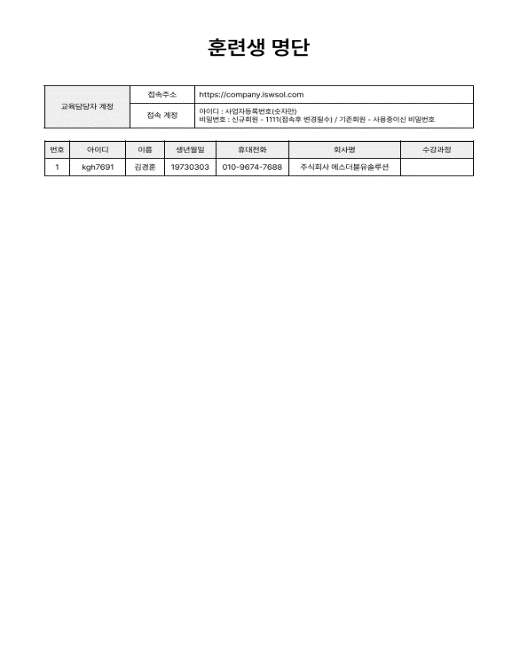 훈련생 명단
교육담당자 계정
접속주소
https://company.iswsol.com
접속 계정
아이디 : 사업자등록번호(숫자만)
비밀번호 : 신규회원 - 1111(접속후 변경필수) / 기존회원 - 사용중이신 비밀번호
번호 아이디 이름 생년월일 휴대전화 회사명 수강과정
1 kgh7691 김경훈 19730303 010-9674-7688 주식회사 에스더블유솔루션